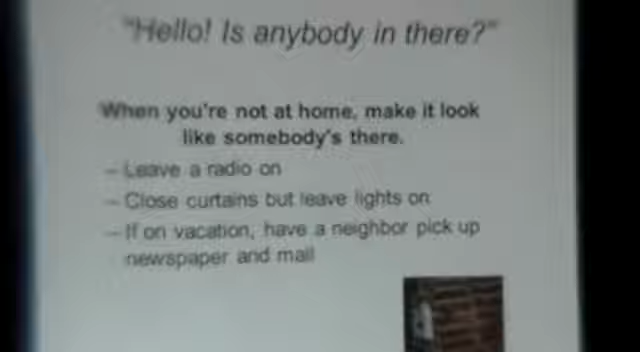 "Hello! Is anybody in there?"
When you're not at home, make it look
like somebody's there.
– Leave a radio on
– Close curtains but leave lights on
– If on vacation, have a neighbor pick up
newspaper and mail